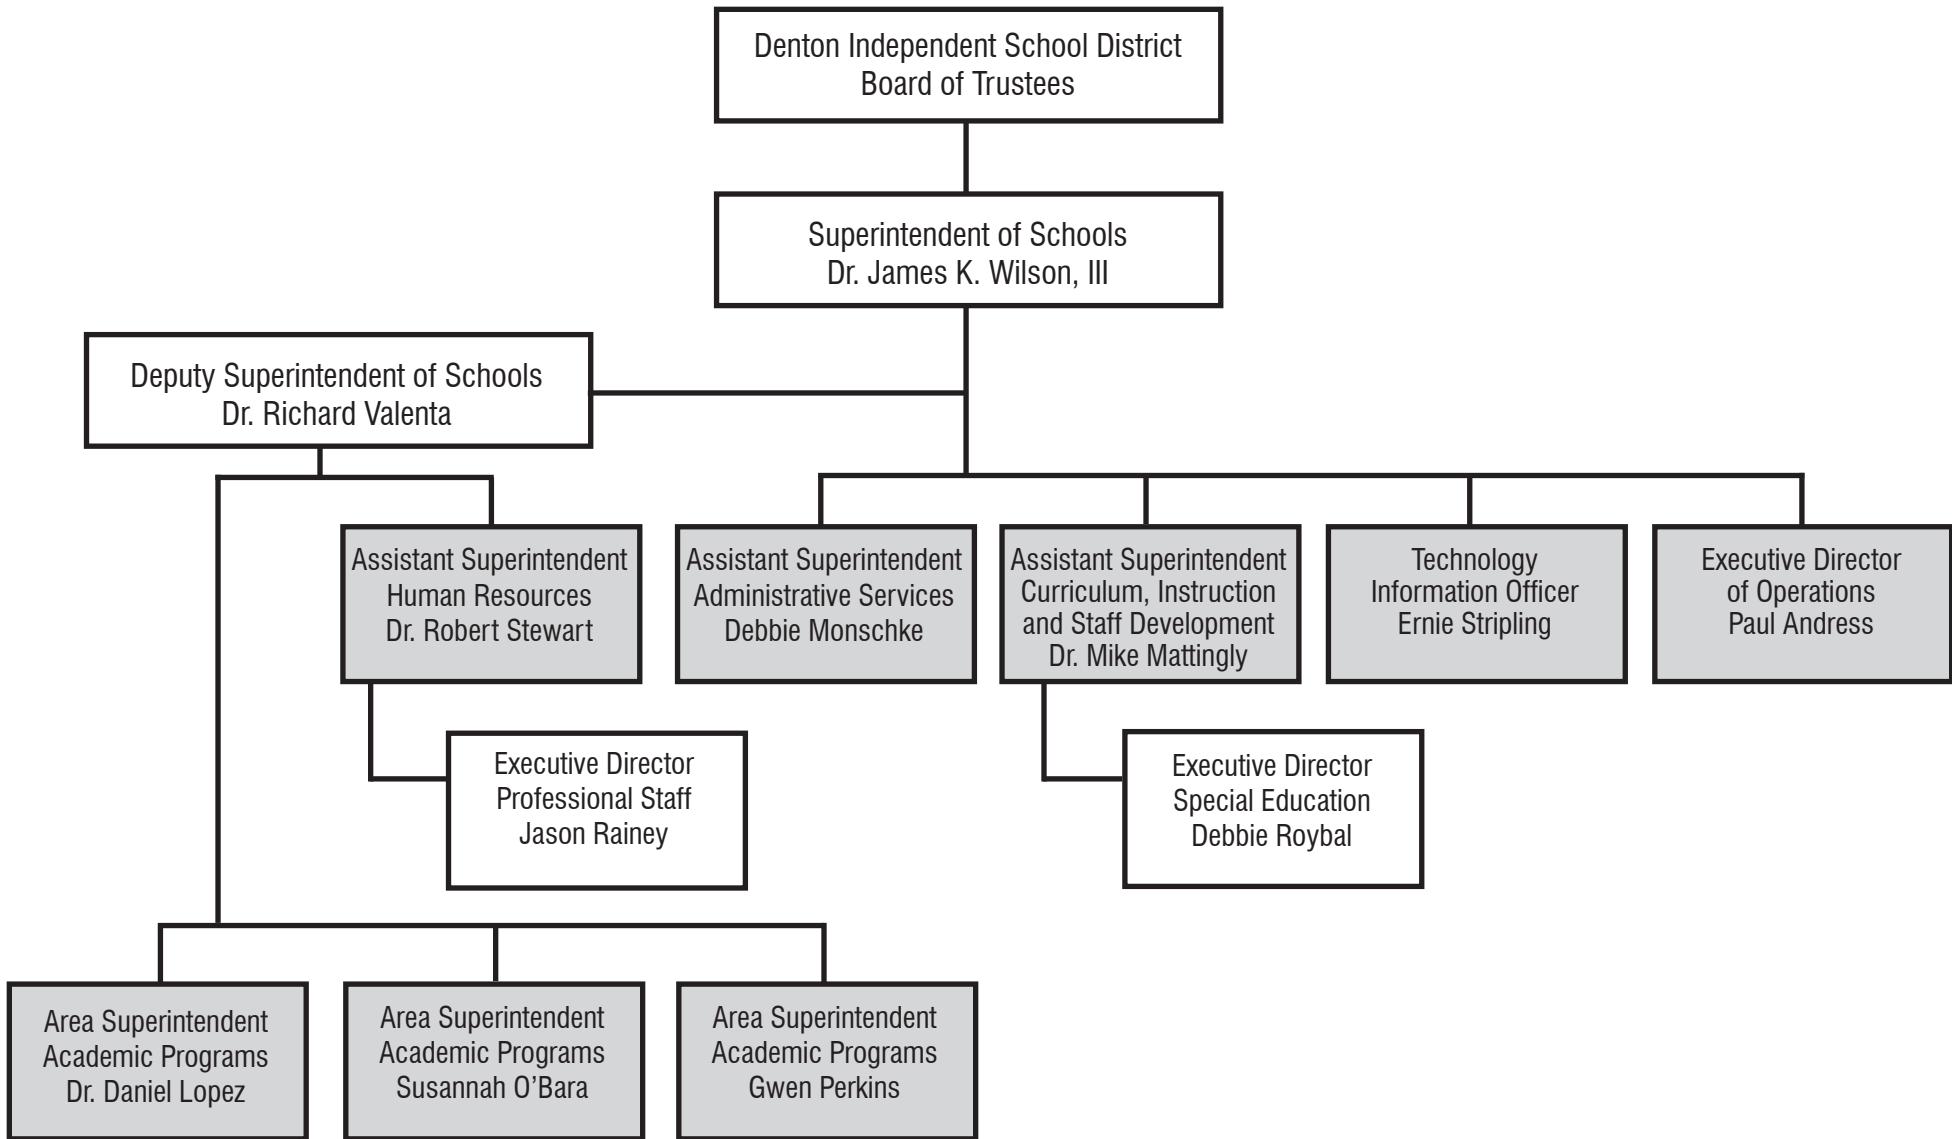 Denton Independent School District
Board of Trustees
Superintendent of Schools
Dr. James K. Wilson, III
Deputy Superintendent of Schools
Dr. Richard Valenta
Assistant Superintendent
Human Resources
Dr. Robert Stewart
Assistant Superintendent
Administrative Services
Debbie Monschke
Assistant Superintendent
Curriculum, Instruction
and Staff Development
Dr. Mike Mattingly
Technology
Information Officer
Ernie Stripling
Executive Director
of Operations
Paul Andress
Executive Director
Professional Staff
Jason Rainey
Executive Director
Special Education
Debbie Roybal
Area Superintendent
Academic Programs
Dr. Daniel Lopez
Area Superintendent
Academic Programs
Susannah O’Bara
Area Superintendent
Academic Programs
Gwen Perkins